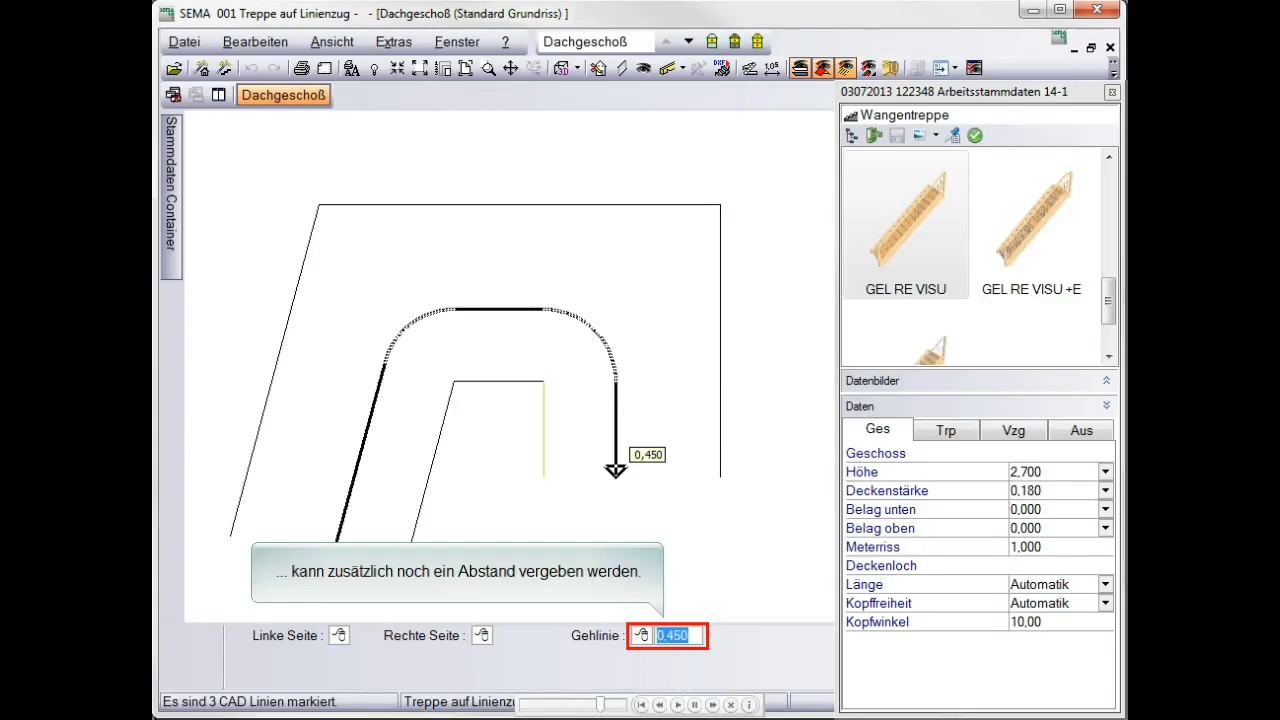 SEMA 001 Treppe auf Linienzug - - [Dachgeschoß (Standard Grundriss) ]
Datei Bearbeiten Ansicht Extras Fenster ? Dachgeschoß
Dachgeschoß
03072013 122348 Arbeitsstammdaten 14-1
Wangentreppe
Stammdaten Container
GEL RE VISU GEL RE VISU +E
Datenbilder
Daten
Ges Trp Vzg Aus
Geschoss
Höhe 2,700
Deckenstärke 0,180
Belag unten 0,000
Belag oben 0,000
Meterriss 1,000
Deckenloch
Länge Automatik
Kopffreiheit Automatik
Kopfwinkel 10,00
0,450
... kann zusätzlich noch ein Abstand vergeben werden.
Linke Seite : Rechte Seite : Gehlinie : 0,450
Es sind 3 CAD Linien markiert. Treppe auf Linienzu